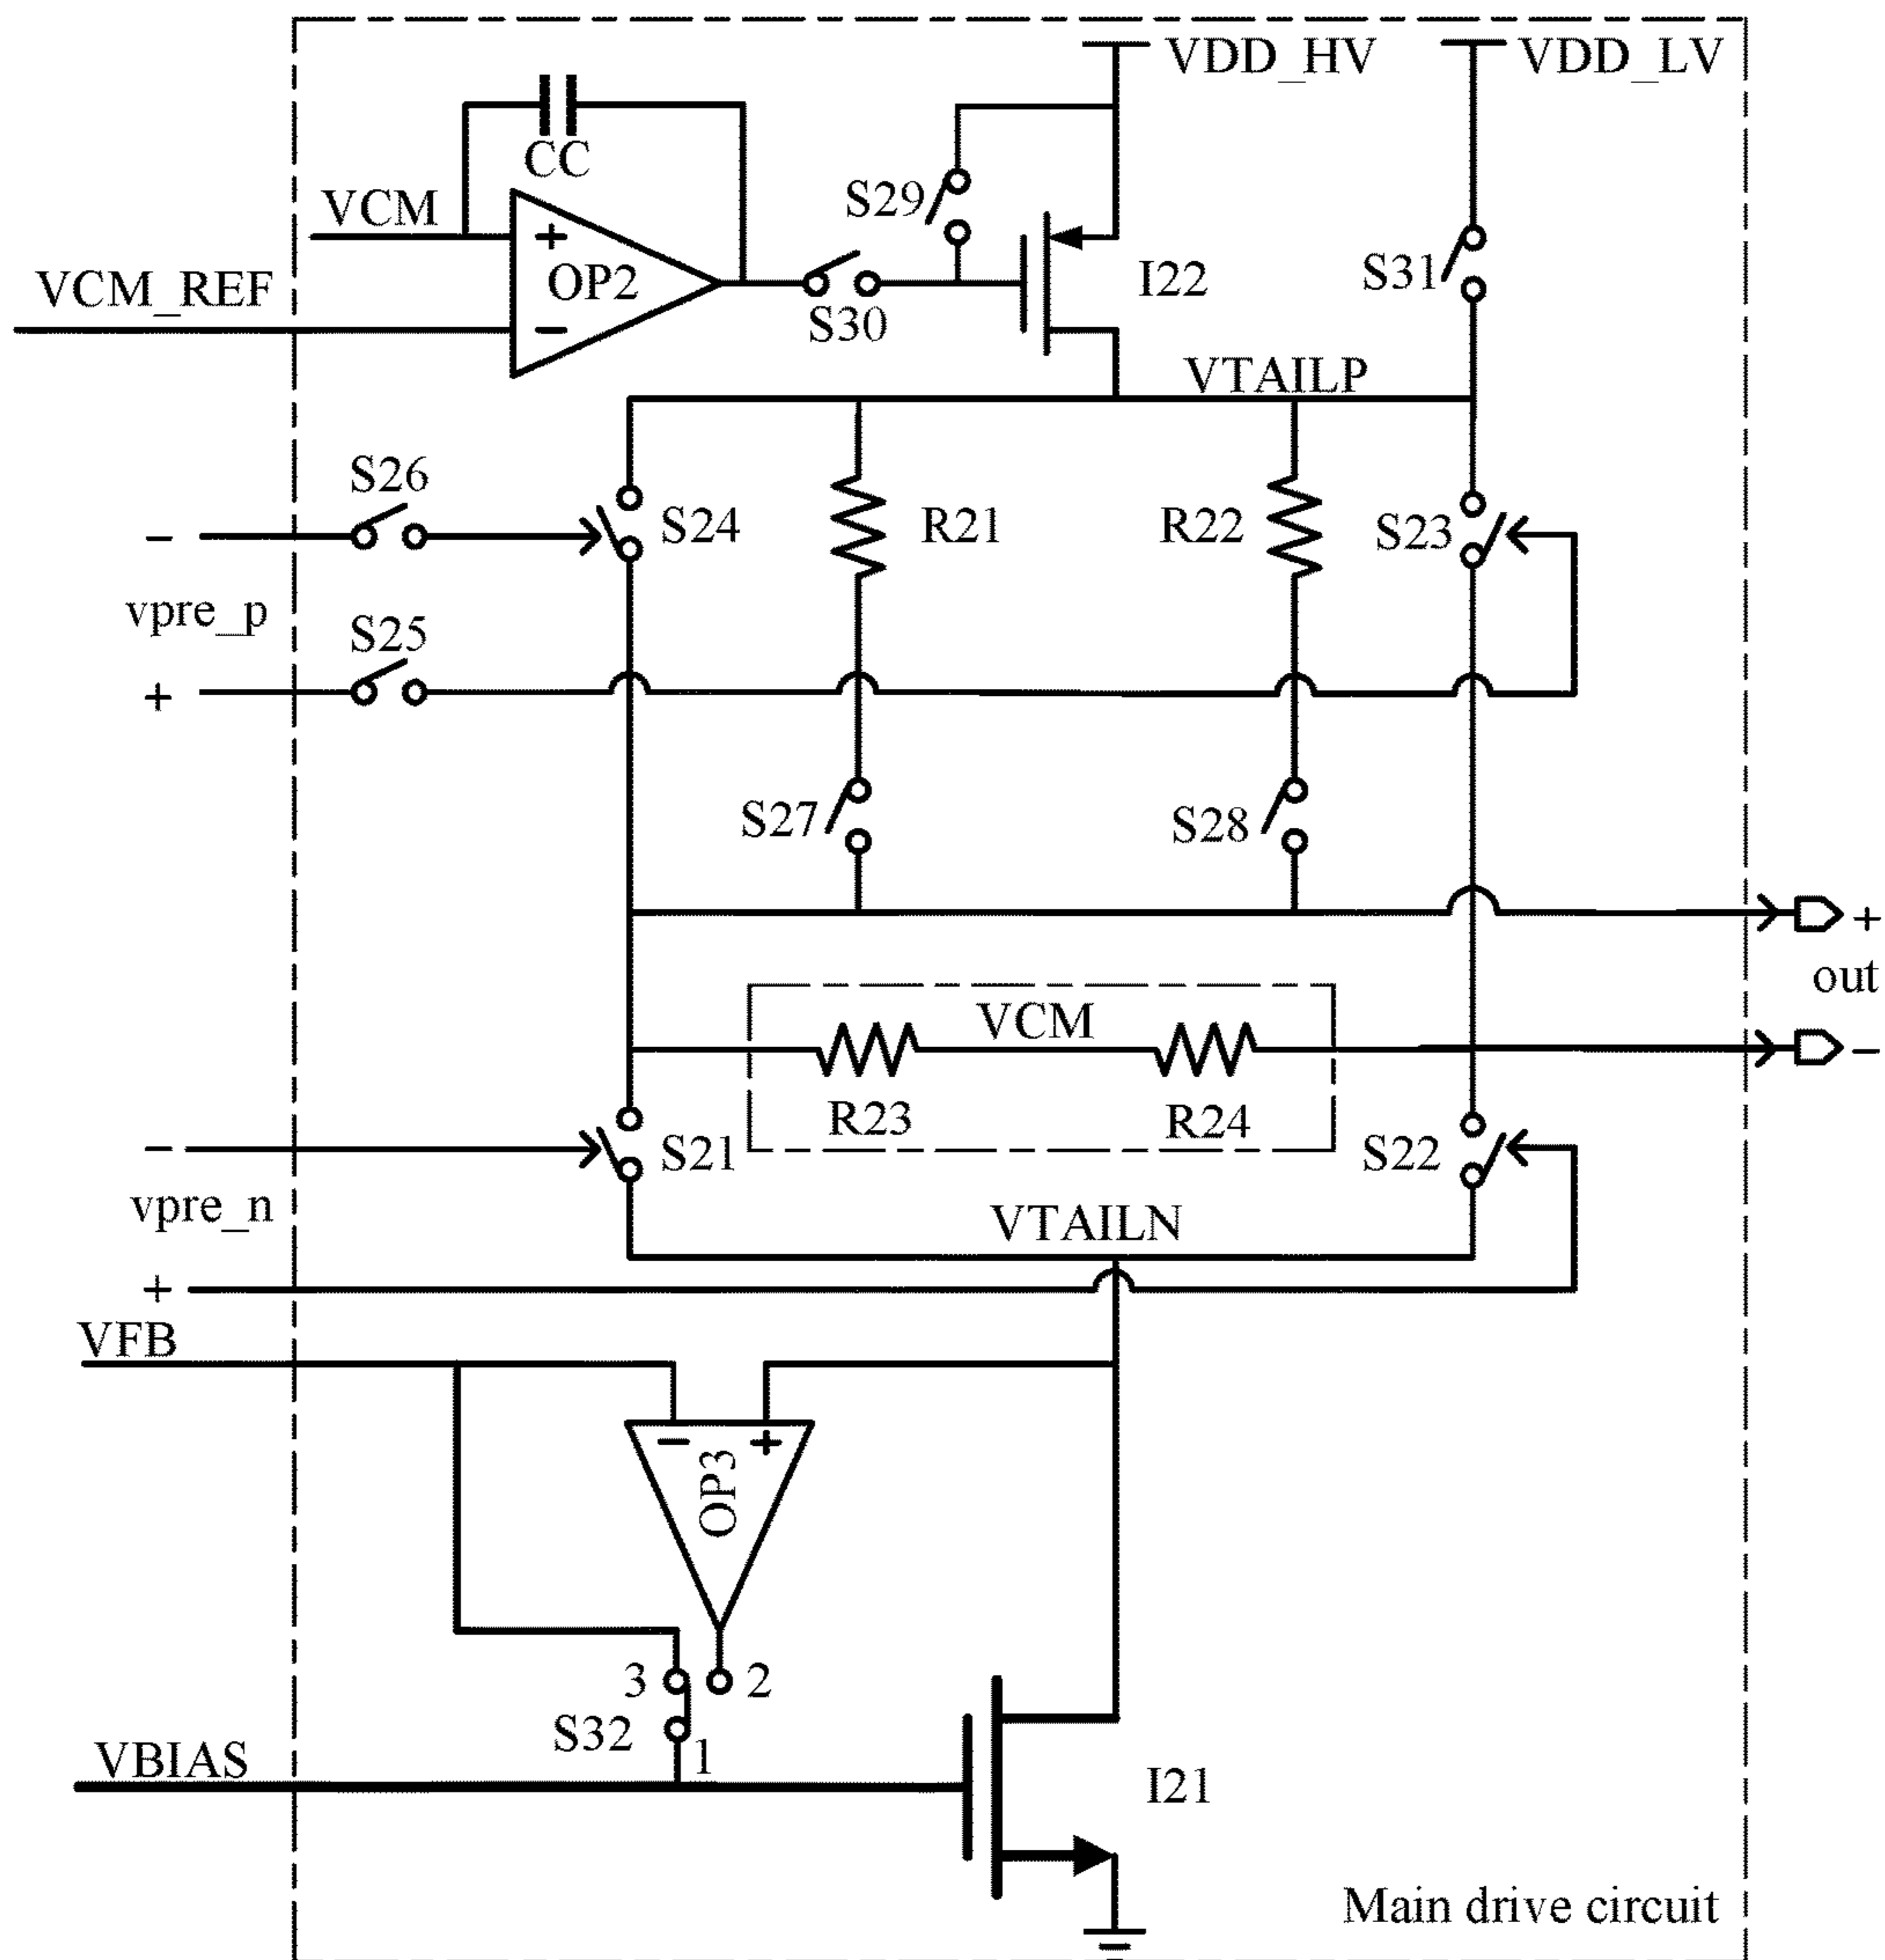 VDD_HV
VDD_LV
CC
S29
VCM
+
OP2
I22
S31
VCM_REF
−
S30
VTAILP
S26
−
S24
R21
R22
S23
vpre_p
S25
+
S27
S28
+
out
VCM
−
R23
R24
−
S21
S22
vpre_n
VTAILN
+
VFB
− +
OP3
3
2
S32
1
VBIAS
I21
Main drive circuit